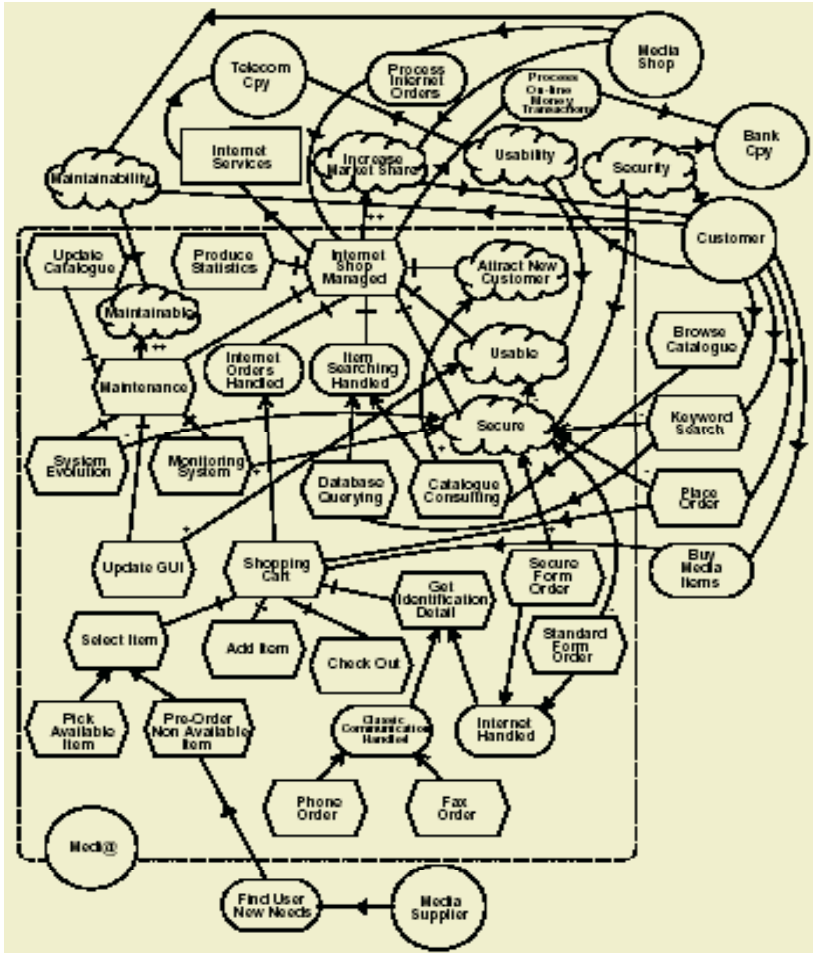 Telecom
Cpy
Process
Internet
Orders
Media
Shop
Process
On-line
Money
Transactions
Bank
Cpy
Internet
Services
Increase
Market Share
Usability
Security
Maintainability
Customer
Update
Catalogue
Produce
Statistics
Internet
Shop
Managed
Attract New
Customer
++
Maintainable
++
Usable
Browse
Catalogue
Maintenance
Internet
Orders
Handled
Item
Searching
Handled
Secure
Keyword
Search
System
Evolution
Monitoring
System
Database
Querying
Catalogue
Consulting
Place
Order
Update GUI
Shopping
Cart
Get
Identification
Detail
Secure
Form
Order
Buy
Media
Items
Select Item
Add Item
Check Out
Standard
Form
Order
Pick
Available
Item
Pre-Order
Non Available
Item
Classic
Communication
Handled
Internet
Handled
Phone
Order
Fax
Order
Medi@
Find User
New Needs
Media
Supplier